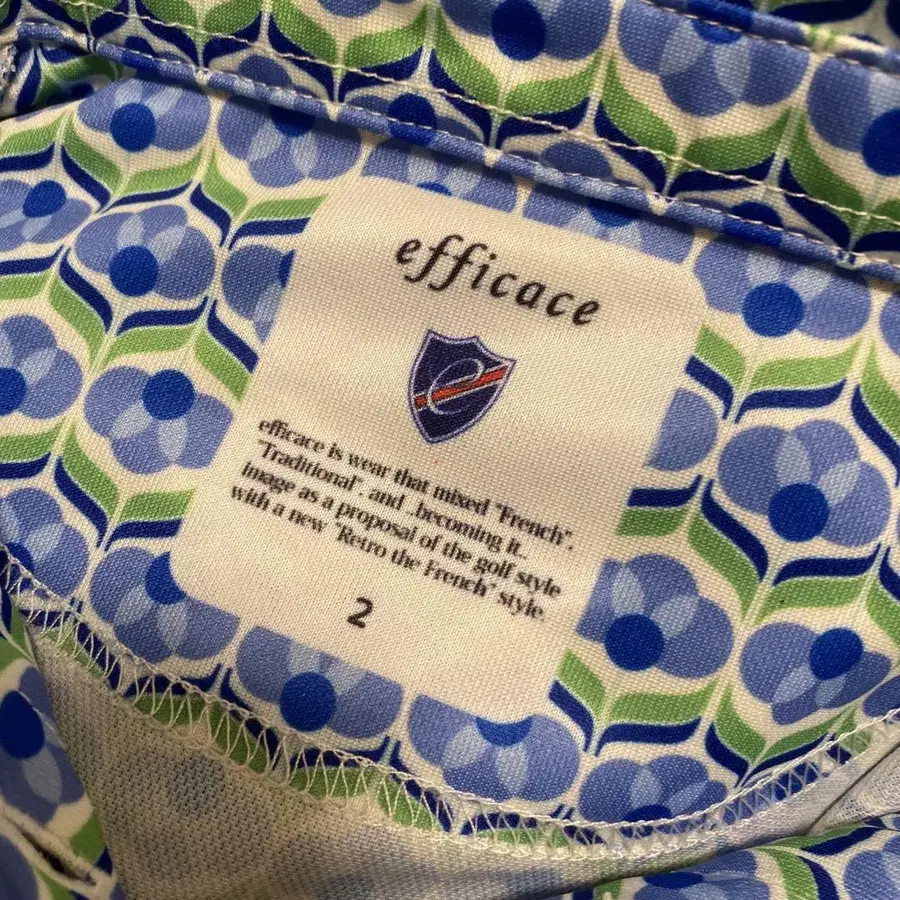 efficace
e
efficace is wear that mixed "French".
"Traditional". and .becoming it..
image as a proposal of the golf style
with a new "Retro the French" style.
2